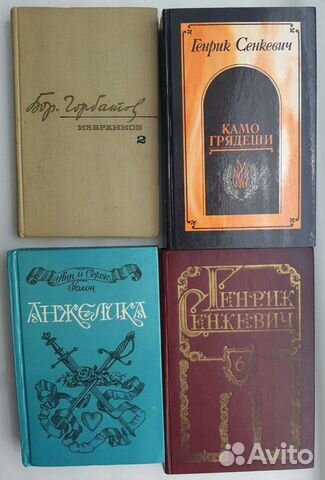 Бор. Горбатов
ИЗБРАННОЕ
2
Генрик Сенкевич
КАМО
ГРЯДЕШИ
Анн и Серж
Голон
АНЖЕЛИКА
ГЕНРИК
СЕНКЕВИЧ
6
Avito